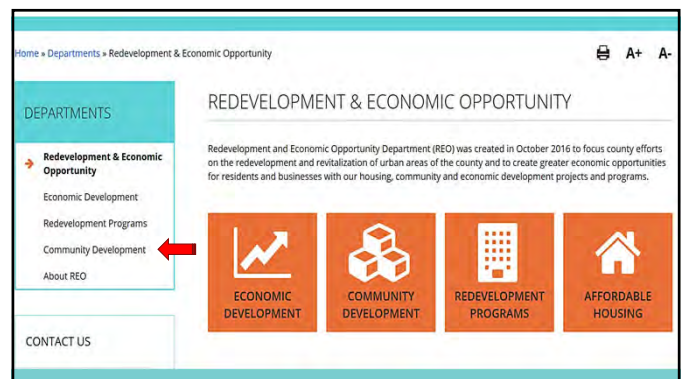 Home » Departments » Redevelopment & Economic Opportunity
A+ A-
DEPARTMENTS
Redevelopment & Economic
Opportunity
Economic Development
Redevelopment Programs
Community Development
About REO
CONTACT US
REDEVELOPMENT & ECONOMIC OPPORTUNITY
Redevelopment and Economic Opportunity Department (REO) was created in October 2016 to focus county efforts
on the redevelopment and revitalization of urban areas of the county and to create greater economic opportunities
for residents and businesses with our housing, community and economic development projects and programs.
ECONOMIC
DEVELOPMENT
COMMUNITY
DEVELOPMENT
REDEVELOPMENT
PROGRAMS
AFFORDABLE
HOUSING